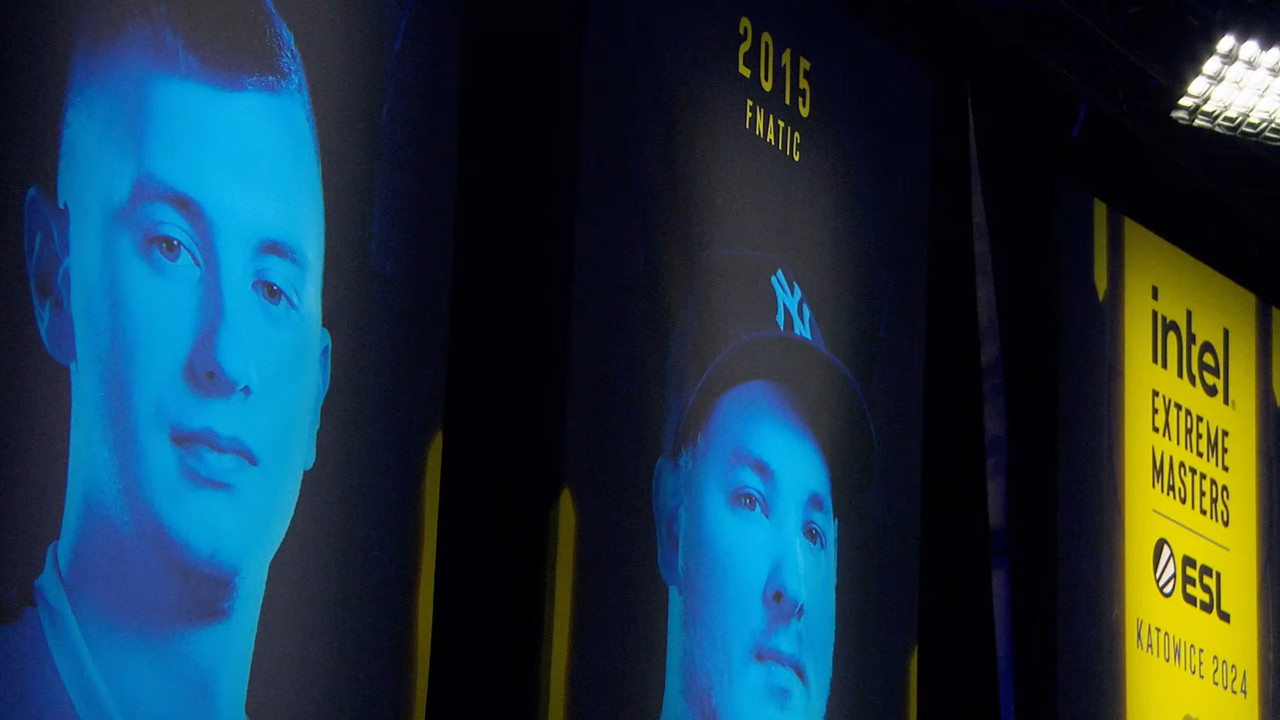 2015
FNATIC
NY
intel
EXTREME
MASTERS
ESL
KATOWICE 2024